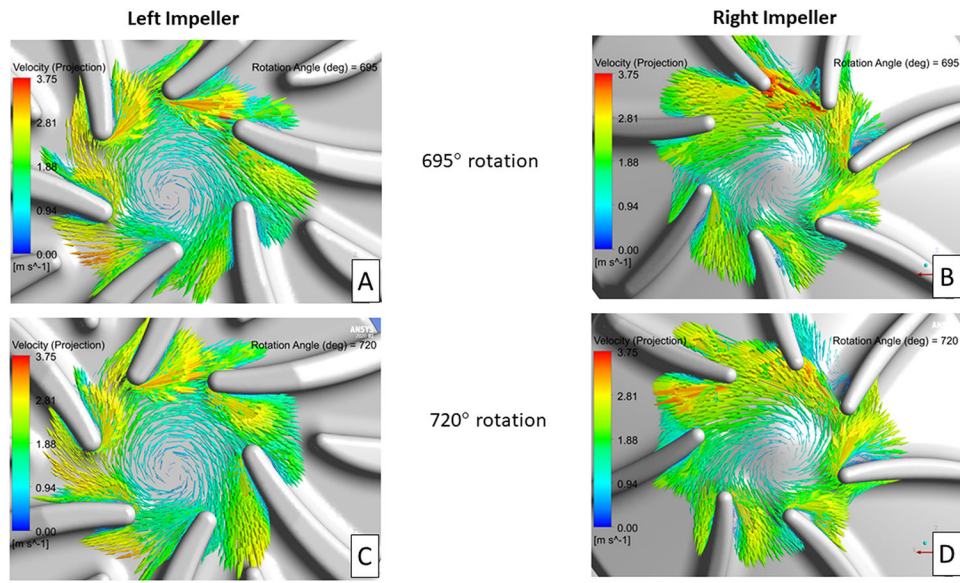 Left Impeller
Right Impeller
Velocity (Projection)
Rotation Angle (deg) = 695
3.75
2.81
1.88
0.94
0.00
[m s^-1]
A
695° rotation
Velocity (Projection)
Rotation Angle (deg) = 695
3.75
2.81
1.88
0.94
0.00
[m s^-1]
B
ANSYS
Velocity (Projection)
Rotation Angle (deg) = 720
3.75
2.81
1.88
0.94
0.00
[m s^-1]
C
720° rotation
Velocity (Projection)
Rotation Angle (deg) = 720
3.75
2.81
1.88
0.94
0.00
[m s^-1]
D